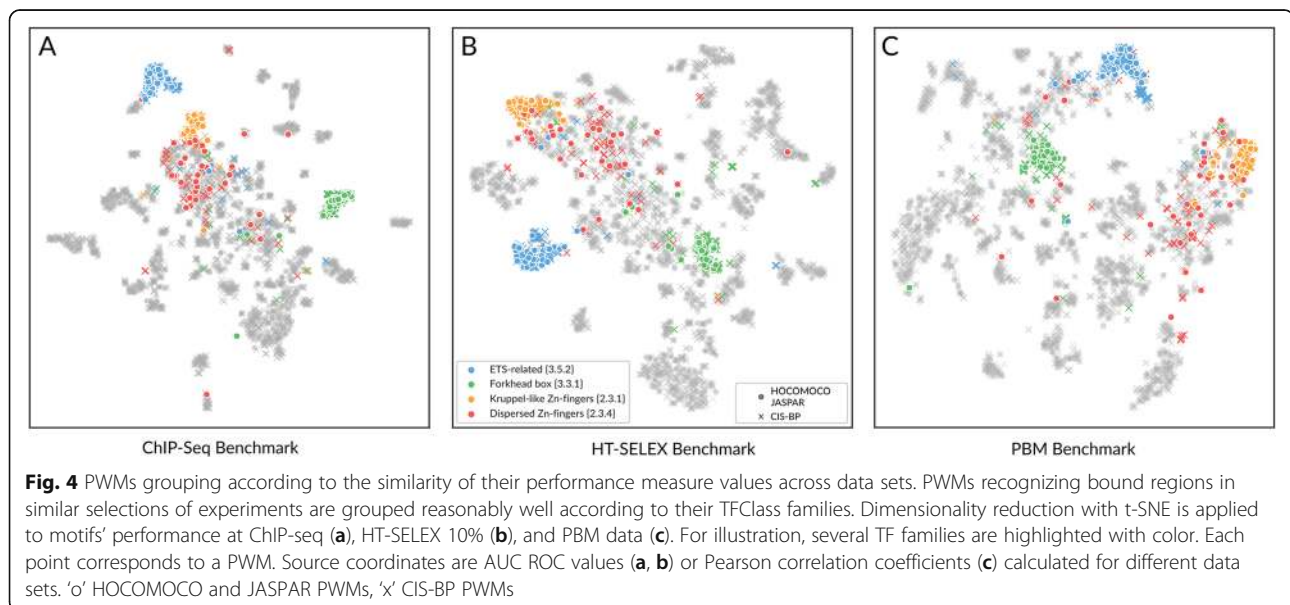 A
B
C
ETS-related {3.5.2}
Forkhead box {3.3.1}
Kruppel-like Zn-fingers {2.3.1}
Dispersed Zn-fingers {2.3.4}
HOCOMOCO
JASPAR
CIS-BP
ChIP-Seq Benchmark
HT-SELEX Benchmark
PBM Benchmark
Fig. 4 PWMs grouping according to the similarity of their performance measure values across data sets. PWMs recognizing bound regions in
similar selections of experiments are grouped reasonably well according to their TFClass families. Dimensionality reduction with t-SNE is applied
to motifs’ performance at ChIP-seq (a), HT-SELEX 10% (b), and PBM data (c). For illustration, several TF families are highlighted with color. Each
point corresponds to a PWM. Source coordinates are AUC ROC values (a, b) or Pearson correlation coefficients (c) calculated for different data
sets. ‘o’ HOCOMOCO and JASPAR PWMs, ‘x’ CIS-BP PWMs